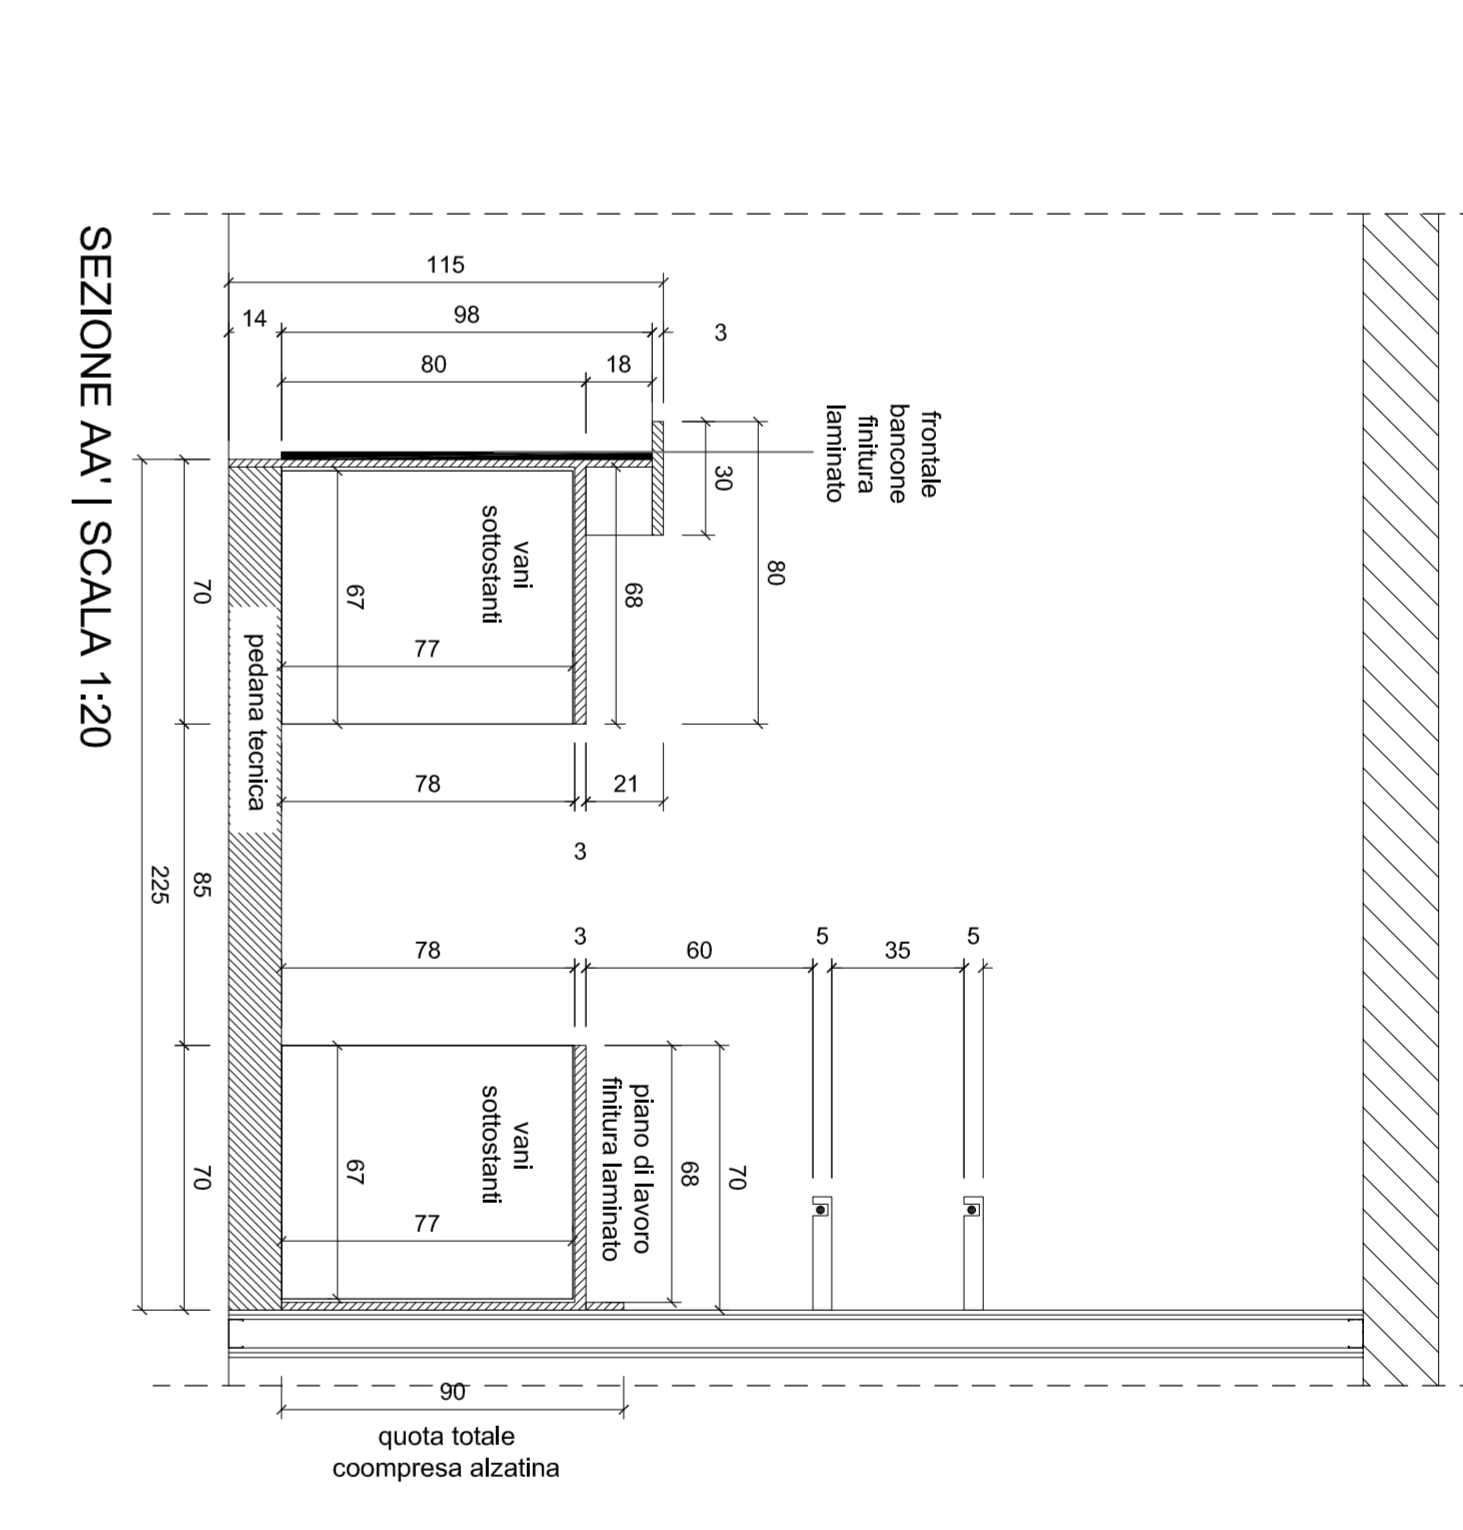 SEZIONE AA' | SCALA 1:20
115
14
98
3
80
18
frontale
bancone
finitura
laminato
30
80
vani
sottostanti
67
77
68
70
pedana tecnica
78
21
3
85
225
78
3
60
5
35
5
vani
sottostanti
67
77
piano di lavoro
finitura laminato
68
70
70
90
quota totale
coompresa alzatina